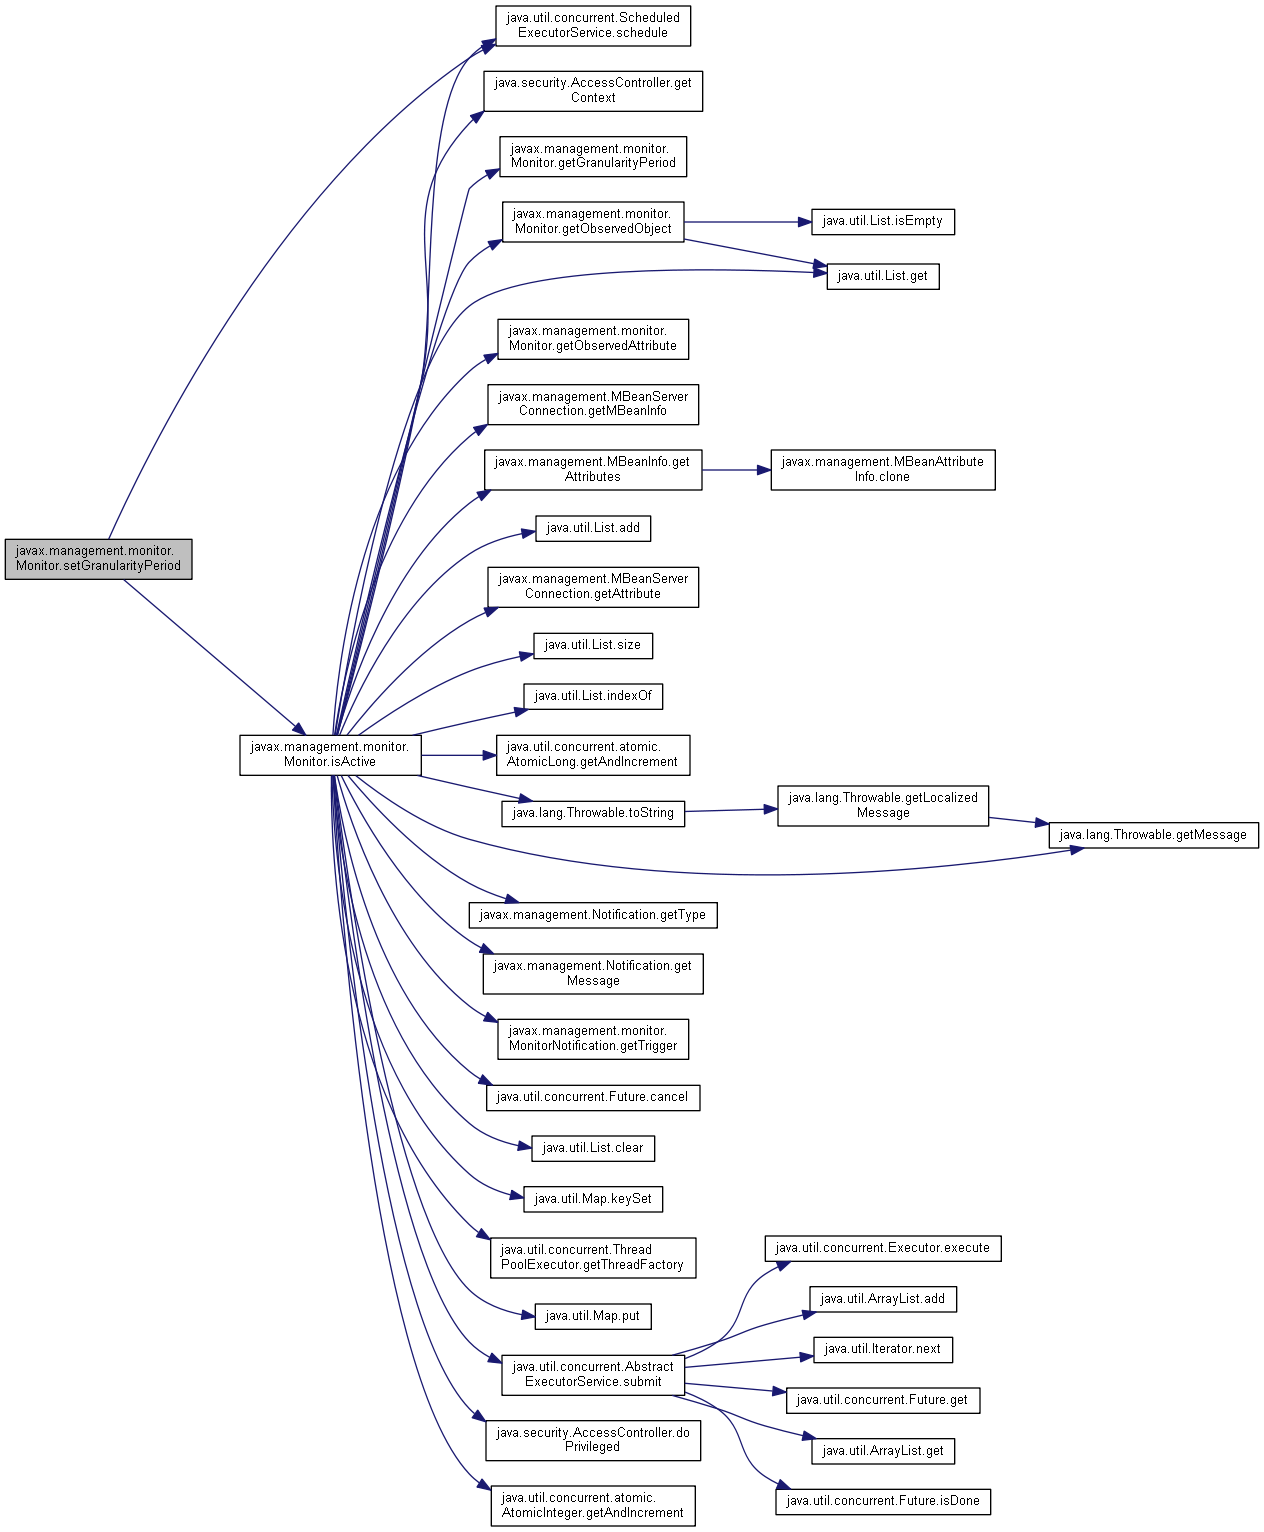 java.util.concurrent.Scheduled
ExecutorService.schedule
java.security.AccessController.get
Context
javax.management.monitor.
Monitor.getGranularityPeriod
javax.management.monitor.
Monitor.getObservedObject
java.util.List.isEmpty
java.util.List.get
javax.management.monitor.
Monitor.getObservedAttribute
javax.management.MBeanServer
Connection.getMBeanInfo
javax.management.MBeanInfo.get
Attributes
javax.management.MBeanAttribute
Info.clone
java.util.List.add
javax.management.monitor.
Monitor.setGranularityPeriod
javax.management.MBeanServer
Connection.getAttribute
java.util.List.size
java.util.List.indexOf
javax.management.monitor.
Monitor.isActive
java.util.concurrent.atomic.
AtomicLong.getAndIncrement
java.lang.Throwable.toString
java.lang.Throwable.getLocalized
Message
java.lang.Throwable.getMessage
javax.management.Notification.getType
javax.management.Notification.get
Message
javax.management.monitor.
MonitorNotification.getTrigger
java.util.concurrent.Future.cancel
java.util.List.clear
java.util.Map.keySet
java.util.concurrent.Thread
PoolExecutor.getThreadFactory
java.util.concurrent.Executor.execute
java.util.ArrayList.add
java.util.Map.put
java.util.Iterator.next
java.util.concurrent.Abstract
ExecutorService.submit
java.util.concurrent.Future.get
java.security.AccessController.do
Privileged
java.util.ArrayList.get
java.util.concurrent.atomic.
AtomicInteger.getAndIncrement
java.util.concurrent.Future.isDone